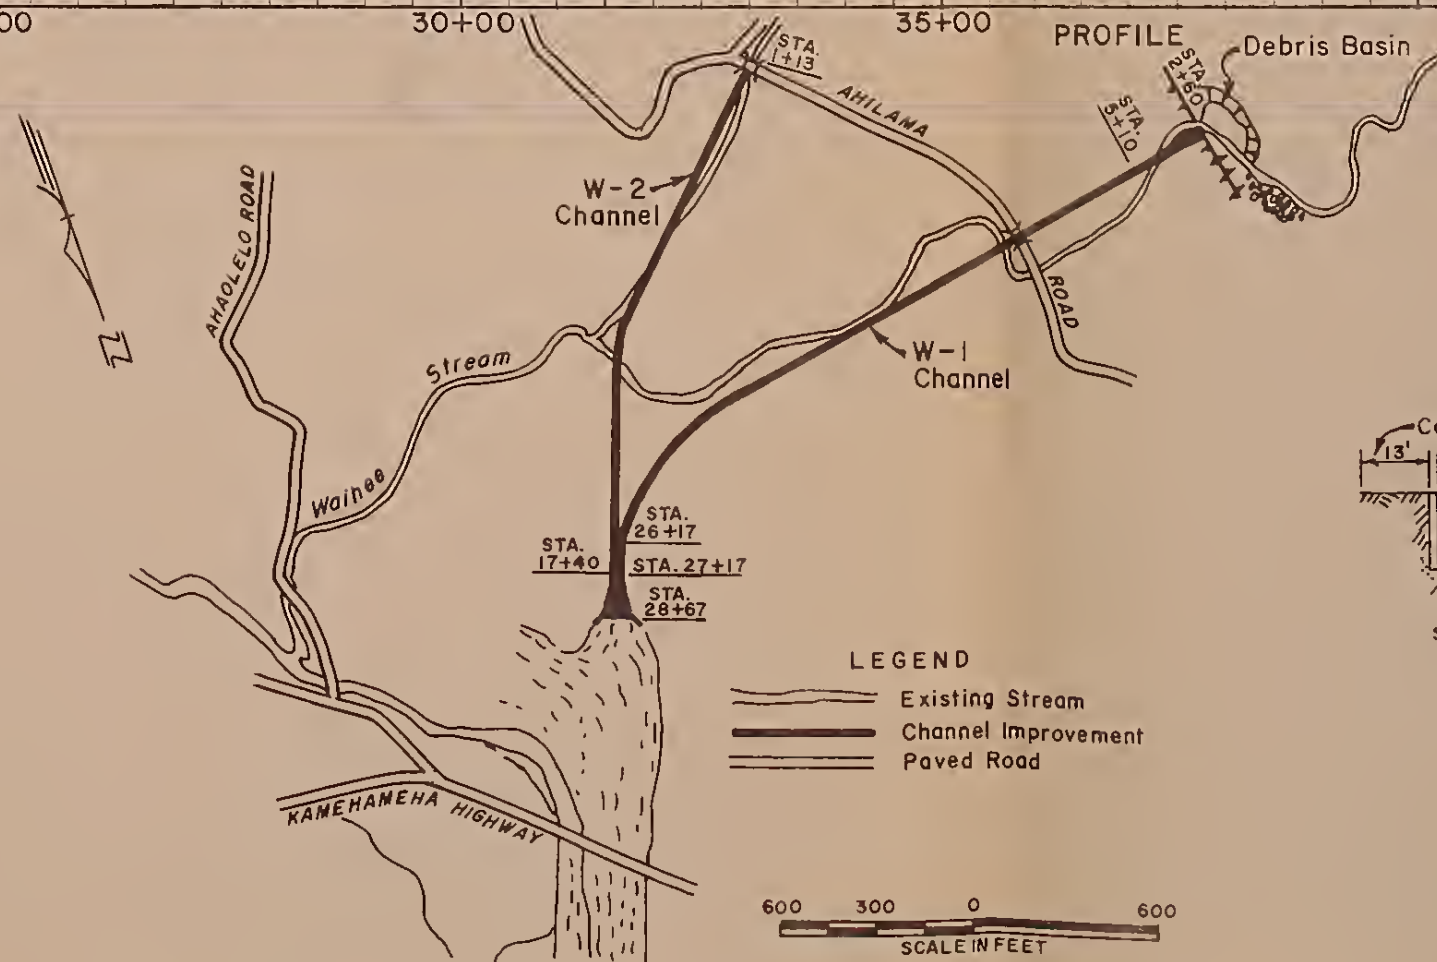 00
30+00
35+00
PROFILE
STA.
1+13
Debris Basin
STA.
2+60
STA.
5+10
AHILAMA
ROAD
W-2
Channel
AHAOLELO ROAD
N
W-1
Channel
Waihee Stream
13'
STA.
26+17
STA.
17+40
STA. 27+17
STA.
28+67
LEGEND
Existing Stream
Channel Improvement
Paved Road
KAMEHAMEHA HIGHWAY
600 300 0 600
SCALE IN FEET